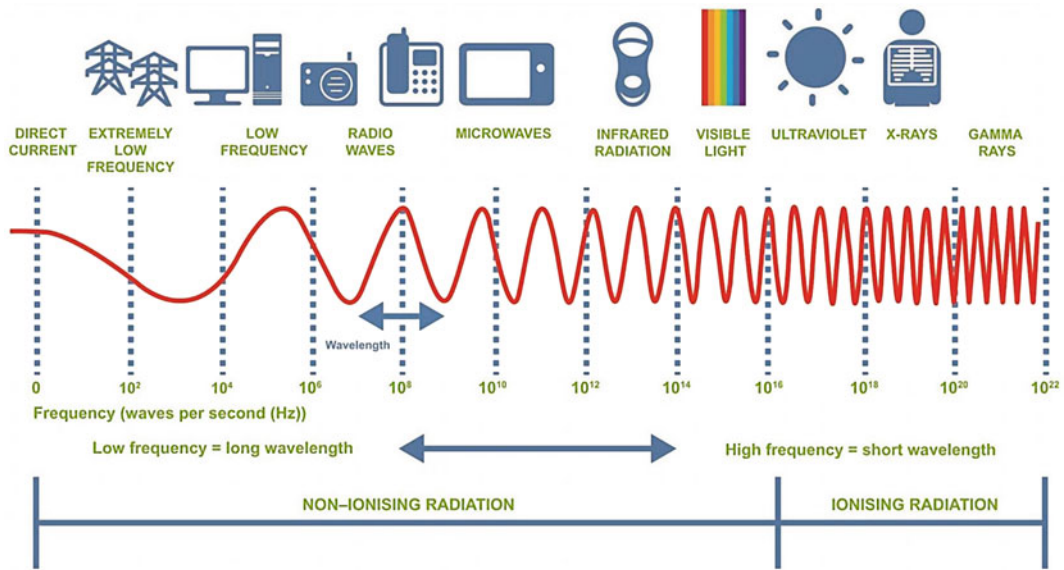 DIRECT
CURRENT
EXTREMELY
LOW
FREQUENCY
LOW
FREQUENCY
RADIO
WAVES
MICROWAVES
INFRARED
RADIATION
VISIBLE
LIGHT
ULTRAVIOLET
X-RAYS
GAMMA
RAYS
Wavelength
0 10² 10⁴ 10⁶ 10⁸ 10¹⁰ 10¹² 10¹⁴ 10¹⁶ 10¹⁸ 10²⁰ 10²²
Frequency (waves per second (Hz))
Low frequency = long wavelength
High frequency = short wavelength
NON–IONISING RADIATION
IONISING RADIATION